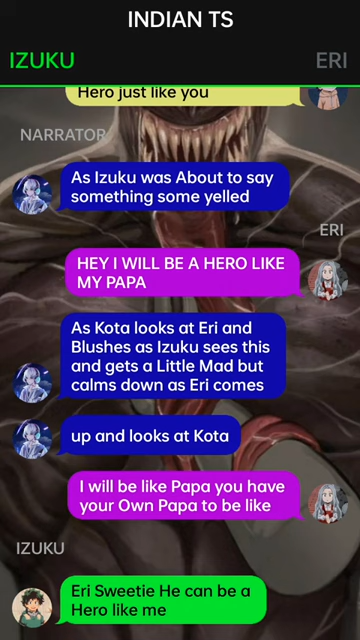 INDIAN TS
IZUKU
ERI
Hero just like you
NARRATOR
As Izuku was About to say
something some yelled
ERI
HEY I WILL BE A HERO LIKE
MY PAPA
As Kota looks at Eri and
Blushes as Izuku sees this
and gets a Little Mad but
calms down as Eri comes
up and looks at Kota
I will be like Papa you have
your Own Papa to be like
IZUKU
Eri Sweetie He can be a
Hero like me